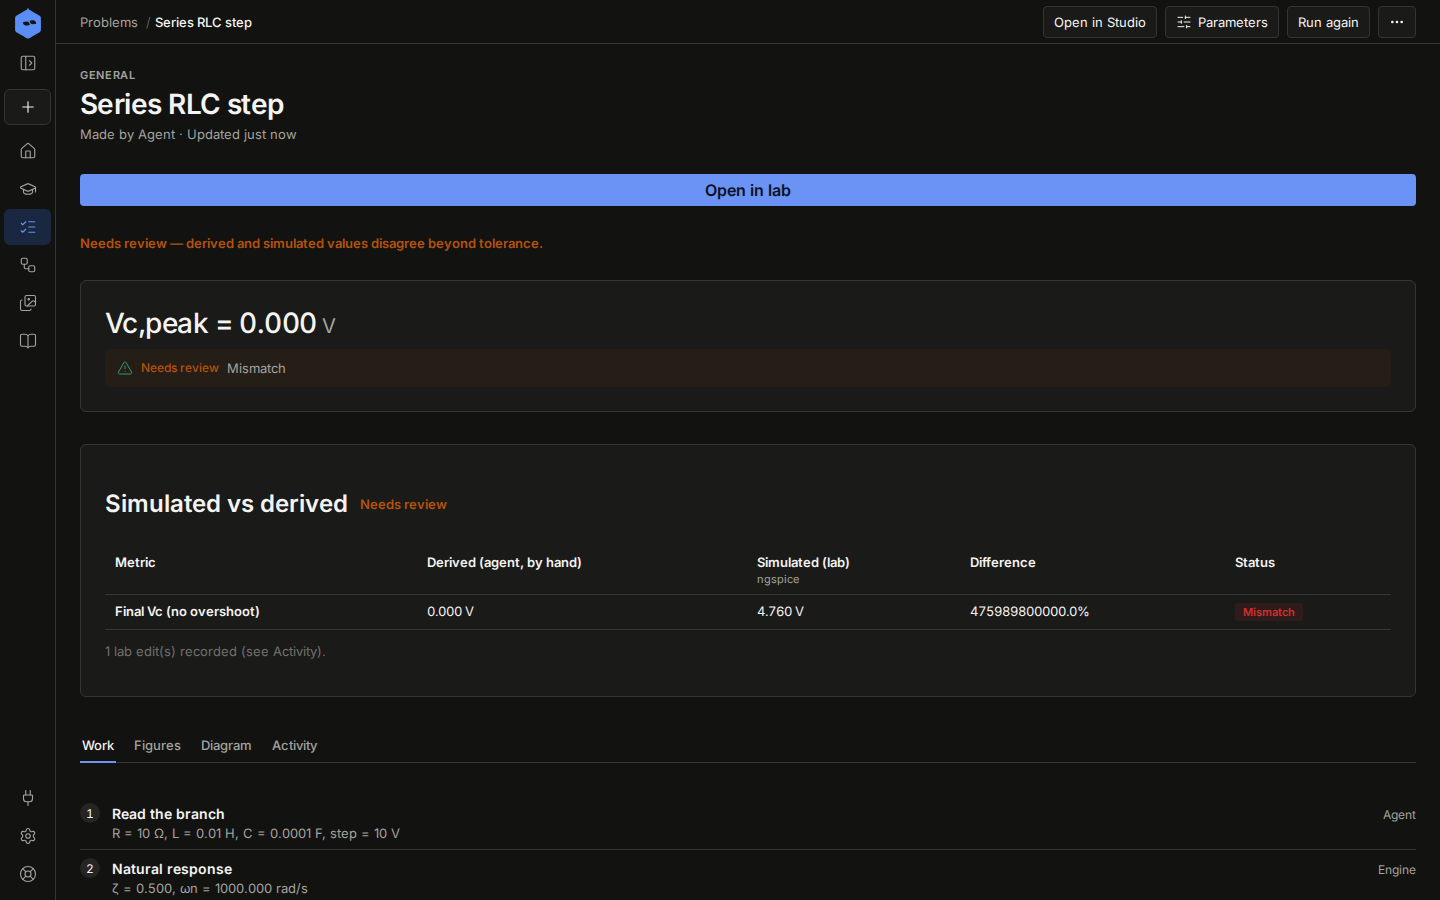 Problems / Series RLC step
Open in Studio
Parameters
Run again
GENERAL
Series RLC step
Made by Agent · Updated just now
Open in lab
Needs review — derived and simulated values disagree beyond tolerance.
Vc,peak = 0.000 V
Needs review Mismatch
Simulated vs derived Needs review
Metric Derived (agent, by hand) Simulated (lab) Difference Status
ngspice
Final Vc (no overshoot) 0.000 V 4.760 V 475989800000.0% Mismatch
1 lab edit(s) recorded (see Activity).
Work Figures Diagram Activity
1 Read the branch Agent
R = 10 Ω, L = 0.01 H, C = 0.0001 F, step = 10 V
2 Natural response Engine
ζ = 0.500, ωn = 1000.000 rad/s